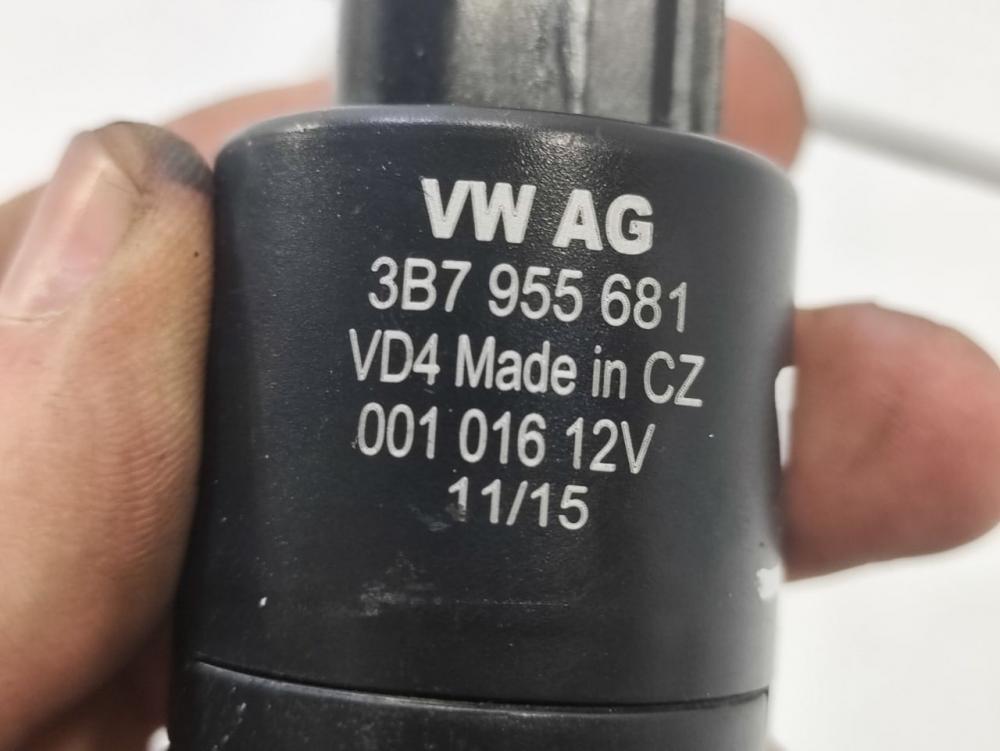 VW AG
3B7 955 681
VD4 Made in CZ
001 016 12V
11/15